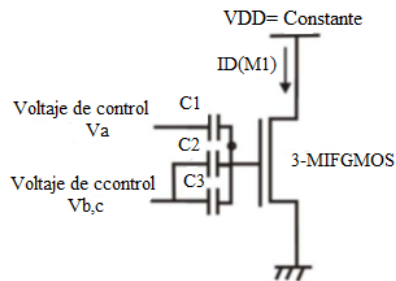 VDD= Constante
ID(M1)
C1
Voltaje de control
Va
C2
3-MIFGMOS
Voltaje de ccontrol
C3
Vb,c